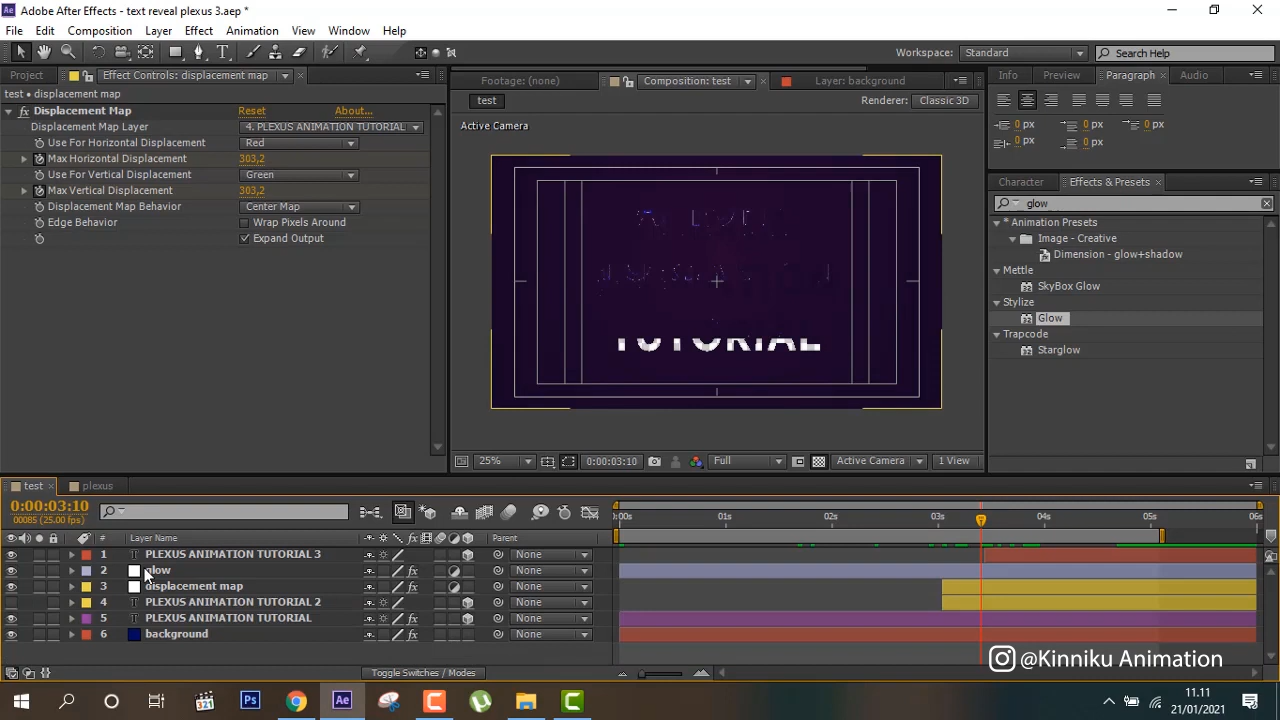 Adobe After Effects - text reveal plexus 3.aep *
File Edit Composition Layer Effect Animation View Window Help
Workspace: Standard Search Help
Project Effect Controls: displacement map Footage: (none) Composition: test Layer: background Info Preview Paragraph Audio
test • displacement map
Displacement Map Reset About...
Displacement Map Layer 4. PLEXUS ANIMATION TUTORIAL
Use For Horizontal Displacement Red
Max Horizontal Displacement 303,2
Use For Vertical Displacement Green
Max Vertical Displacement 303,2
Displacement Map Behavior Center Map
Edge Behavior Wrap Pixels Around
Expand Output
test Renderer: Classic 3D
Active Camera
TUTORIAL
25% 0:00:03:10 Full Active Camera 1 View
0 px 0 px 0 px
0 px 0 px
Character Effects & Presets
glow
* Animation Presets
Image - Creative
Dimension - glow+shadow
Mettle
SkyBox Glow
Stylize
Glow
Trapcode
Starglow
test plexus
0:00:03:10
00085 (25.00 fps)
:00s 01s 02s 03s 04s 05s 06s
# Layer Name Parent
1 PLEXUS ANIMATION TUTORIAL 3 None
2 glow None
3 displacement map None
4 PLEXUS ANIMATION TUTORIAL 2 None
5 PLEXUS ANIMATION TUTORIAL None
6 background None
Toggle Switches / Modes
@Kinniku Animation
11.11
21/01/2021